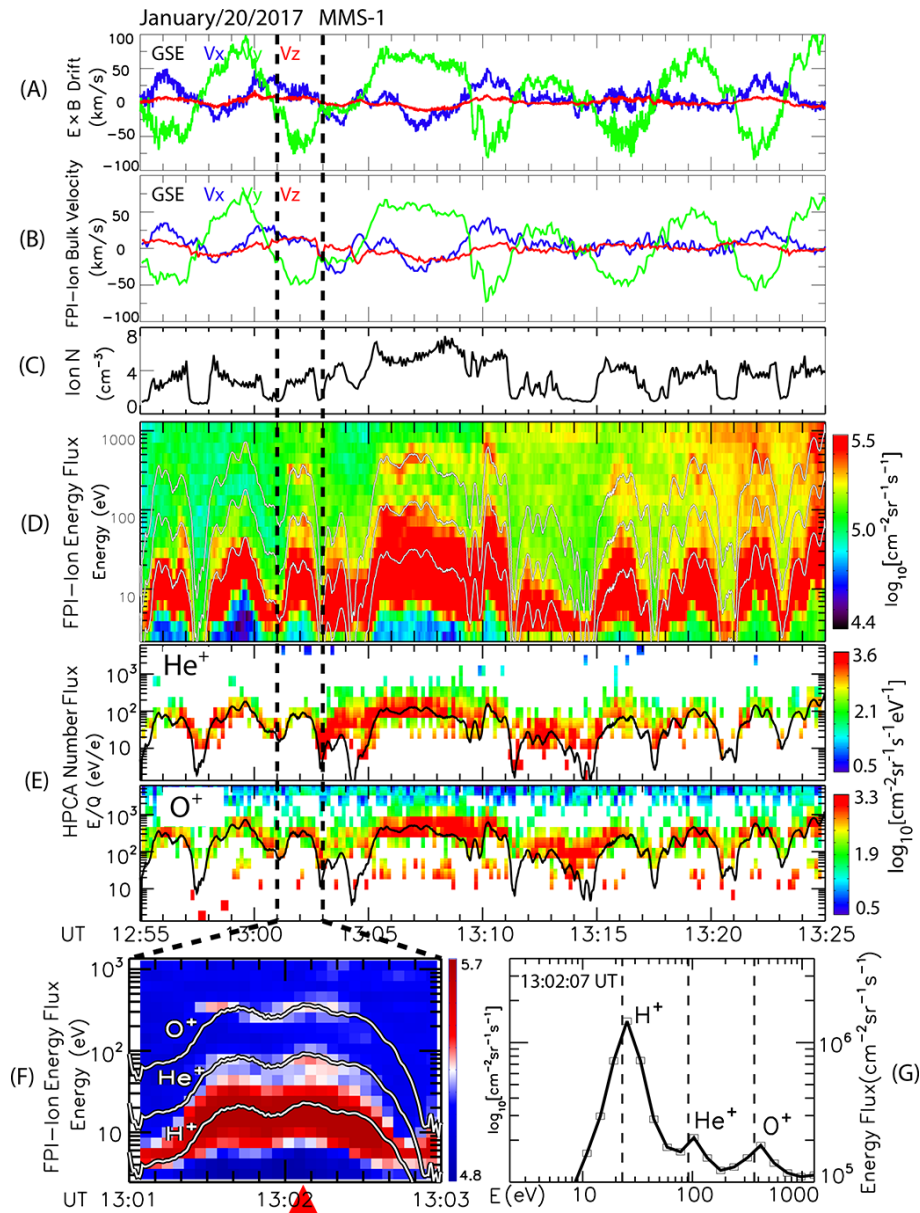 January/20/2017 MMS-1
(A)
E × B Drift
(km/s)
100
50
0
−50
−100
GSE Vx Vy Vz
(B)
FPI−Ion Bulk Velocity
(km/s)
50
0
−50
−100
GSE Vx Vy Vz
(C)
Ion N
(cm⁻³)
8
4
0
(D)
FPI−Ion Energy Flux
Energy (eV)
1000
100
10
5.5
5.0
4.4
log₁₀[cm⁻²sr⁻¹s⁻¹]
(E)
HPCA Number Flux
E/Q (eV/e)
He⁺
10³
10²
10
3.6
2.1
0.5
log₁₀[cm⁻²sr⁻¹s⁻¹eV⁻¹]
O⁺
10³
10²
10
3.3
1.9
0.5
UT 12:55 13:00 13:05 13:10 13:15 13:20 13:25
(F)
FPI−Ion Energy Flux
Energy (eV)
10³
10²
10
O⁺
He⁺
H⁺
5.7
4.8
log₁₀[cm⁻²sr⁻¹s⁻¹]
UT 13:01 13:02 13:03
13:02:07 UT
H⁺
He⁺
O⁺
10⁶
10⁵
Energy Flux(cm⁻²sr⁻¹s⁻¹)
(G)
E (eV) 10 100 1000